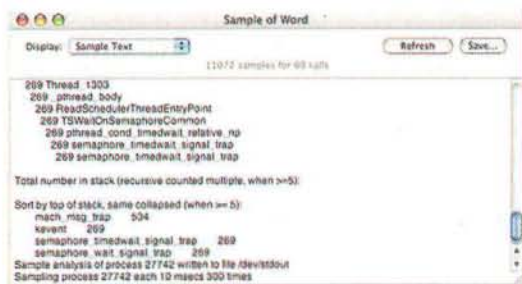 Sample of Word
Display: Sample Text Refresh Save...
samples for
269 Thread_1303
269 _pthread_body
269 ReadSchedulerThreadEntryPoint
269 TSWaitOnSemaphoreCommon
269 pthread_cond_timedwait_relative_np
269 semaphore_timedwait_signal_trap
269 semaphore_timedwait_signal_trap
Total number in stack (recursive counted multiple, when >=5):
Sort by top of stack, same collapsed (when >= 5):
mach_msg_trap 534
kevent 269
semaphore_timedwait_signal_trap 269
semaphore_wait_signal_trap 269
Sample analysis of process 27742 written to file /dev/stdout
Sampling process 27742 each 10 msecs 300 times